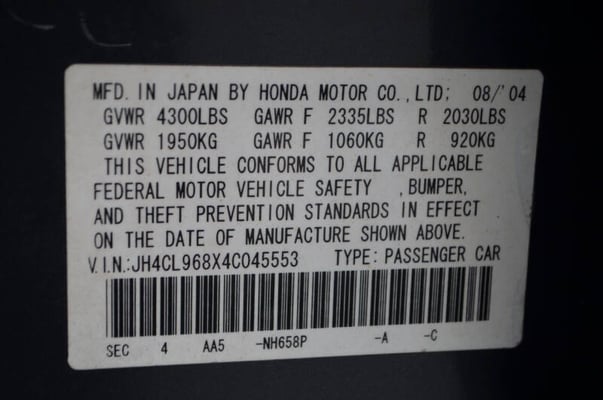 MFD. IN JAPAN BY HONDA MOTOR CO., LTD: 08/'04
GVWR 4300LBS GAWR F 2335LBS R 2030LBS
GVWR 1950KG GAWR F 1060KG R 920KG
THIS VEHICLE CONFORMS TO ALL APPLICABLE
FEDERAL MOTOR VEHICLE SAFETY , BUMPER,
AND THEFT PREVENTION STANDARDS IN EFFECT
ON THE DATE OF MANUFACTURE SHOWN ABOVE.
V.I.N.:JH4CL968X4C045553 TYPE: PASSENGER CAR
SEC 4 AA5 -NH658P -A -C